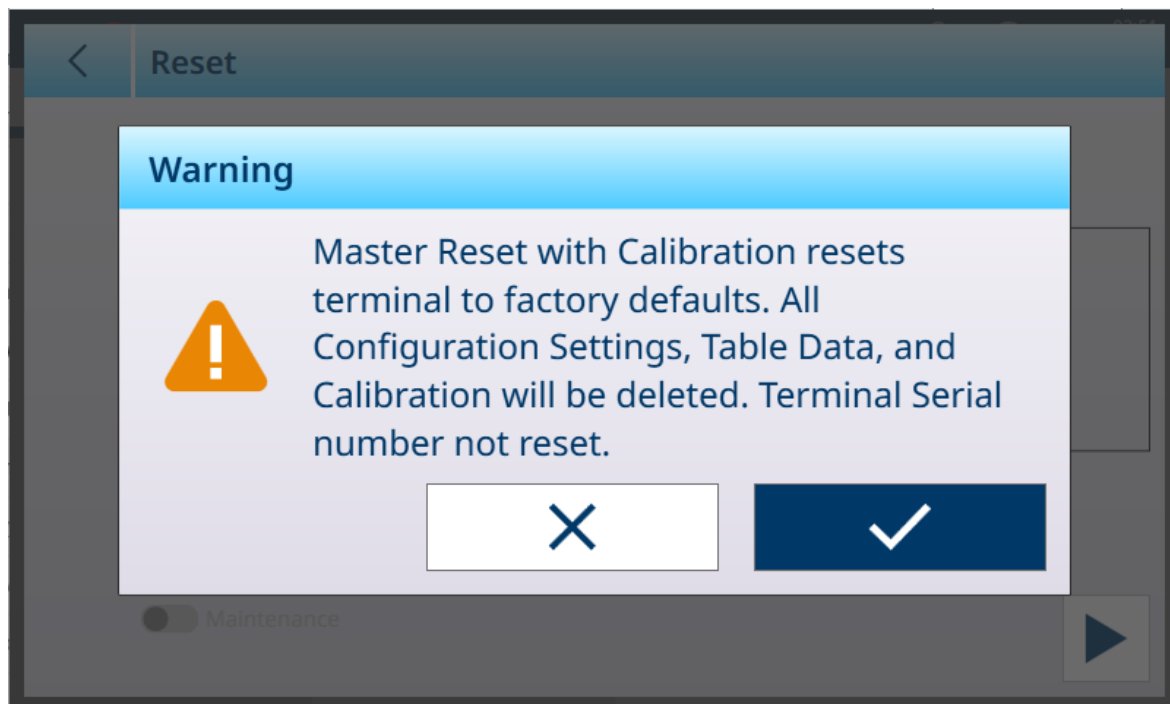 Reset
Warning
Master Reset with Calibration resets
terminal to factory defaults. All
Configuration Settings, Table Data, and
Calibration will be deleted. Terminal Serial
number not reset.
Maintenance